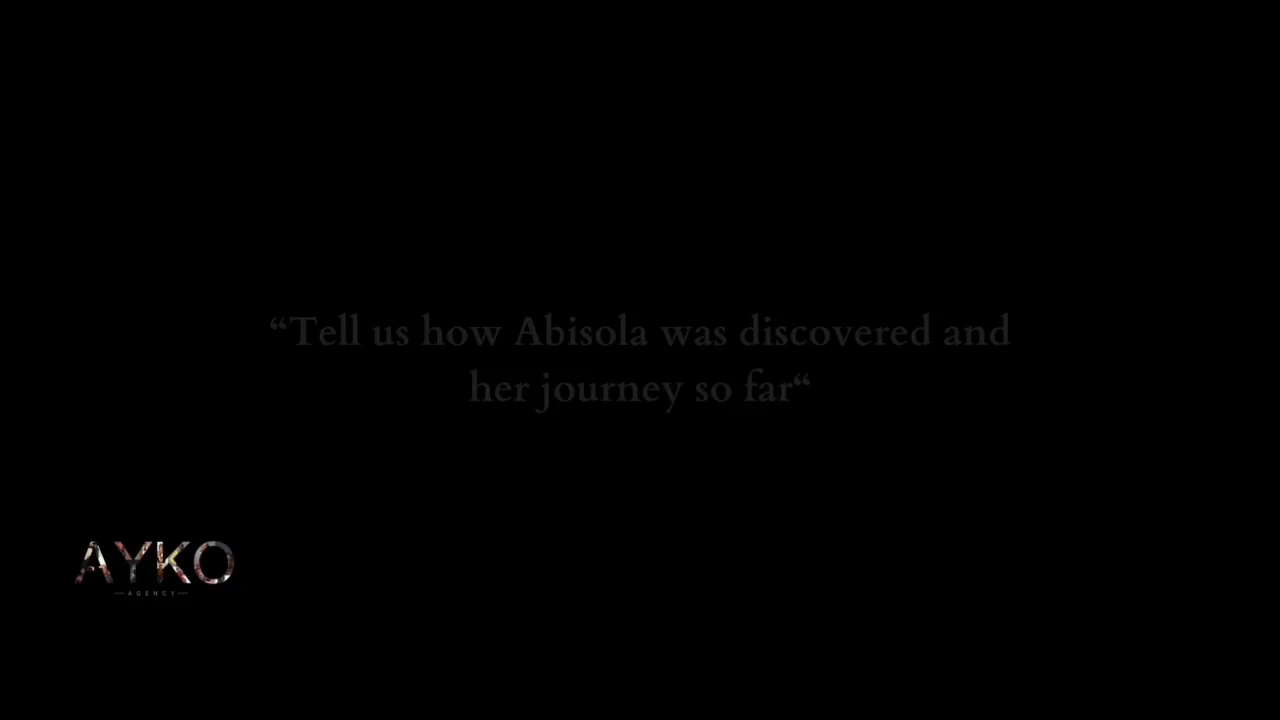 “Tell us how Abisola was discovered and
her journey so far“
AYKO
AGENCY